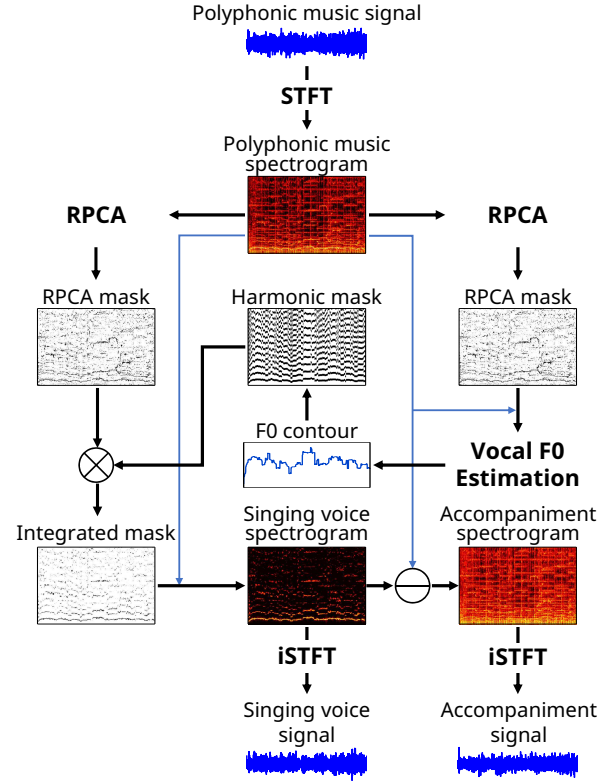 Polyphonic music signal
STFT
Polyphonic music
spectrogram
RPCA
RPCA
RPCA mask
Harmonic mask
RPCA mask
F0 contour
Vocal F0
Estimation
Integrated mask
Singing voice
spectrogram
Accompaniment
spectrogram
iSTFT
iSTFT
Singing voice
signal
Accompaniment
signal